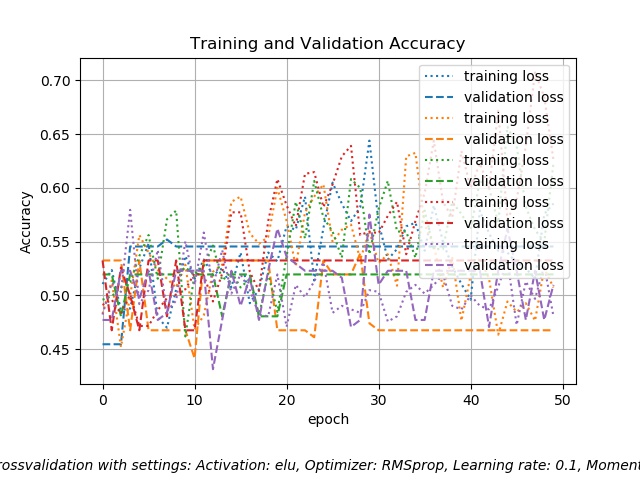 Training and Validation Accuracy
0.70
0.65
0.60
0.55
0.50
0.45
Accuracy
training loss
validation loss
training loss
validation loss
training loss
validation loss
training loss
validation loss
training loss
validation loss
0 10 20 30 40 50
epoch
rossvalidation with settings: Activation: elu, Optimizer: RMSprop, Learning rate: 0.1, Moment